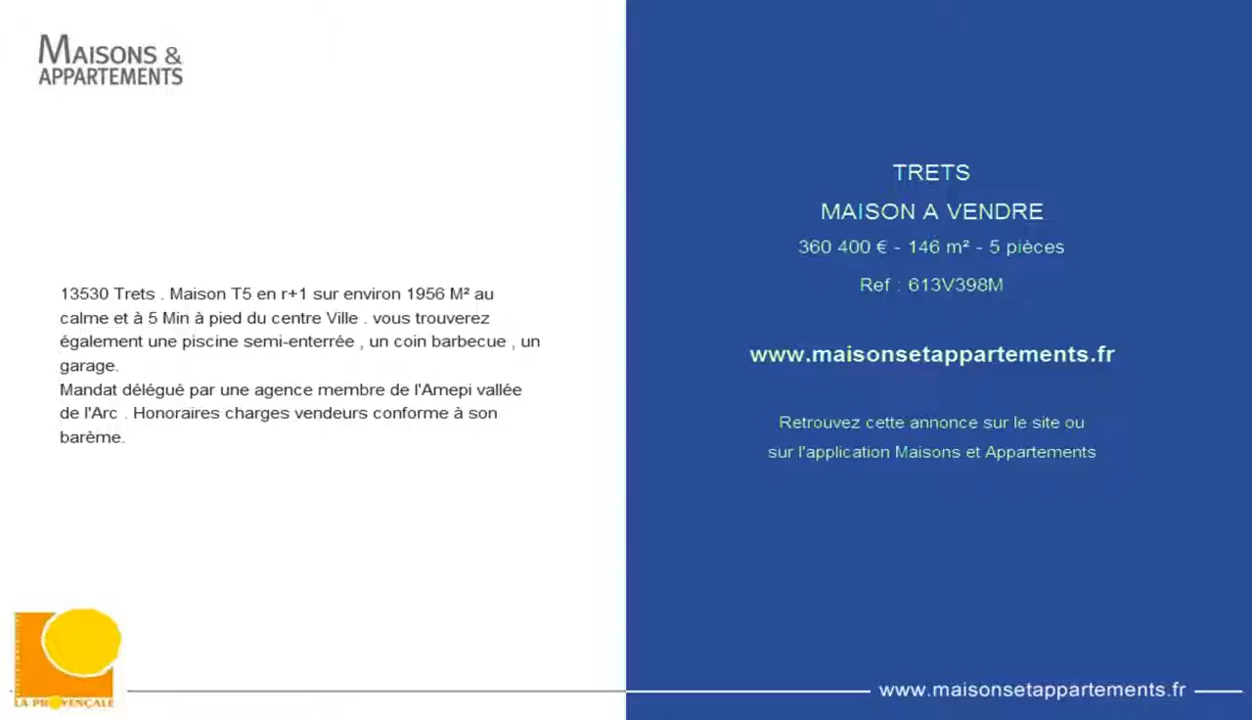 MAISONS &
APPARTEMENTS
13530 Trets . Maison T5 en r+1 sur environ 1956 M² au
calme et à 5 Min à pied du centre Ville . vous trouverez
également une piscine semi-enterrée , un coin barbecue , un
garage.
Mandat délégué par une agence membre de l'Amepi vallée
de l'Arc . Honoraires charges vendeurs conforme à son
barème.
LA PROVENÇALE
TRETS
MAISON A VENDRE
360 400 € - 146 m² - 5 pièces
Ref : 613V398M
www.maisonsetappartements.fr
Retrouvez cette annonce sur le site ou
sur l'application Maisons et Appartements
www.maisonsetappartements.fr